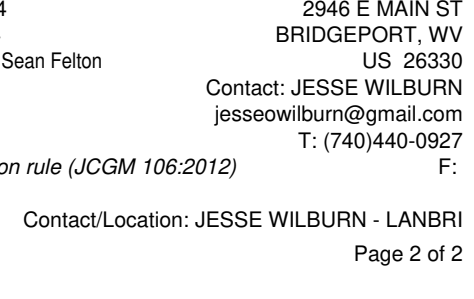 4 2946 E MAIN ST
BRIDGEPORT, WV
Sean Felton US 26330
Contact: JESSE WILBURN
jesseowilburn@gmail.com
T: (740)440-0927
on rule (JCGM 106:2012) F:
Contact/Location: JESSE WILBURN - LANBRI
Page 2 of 2